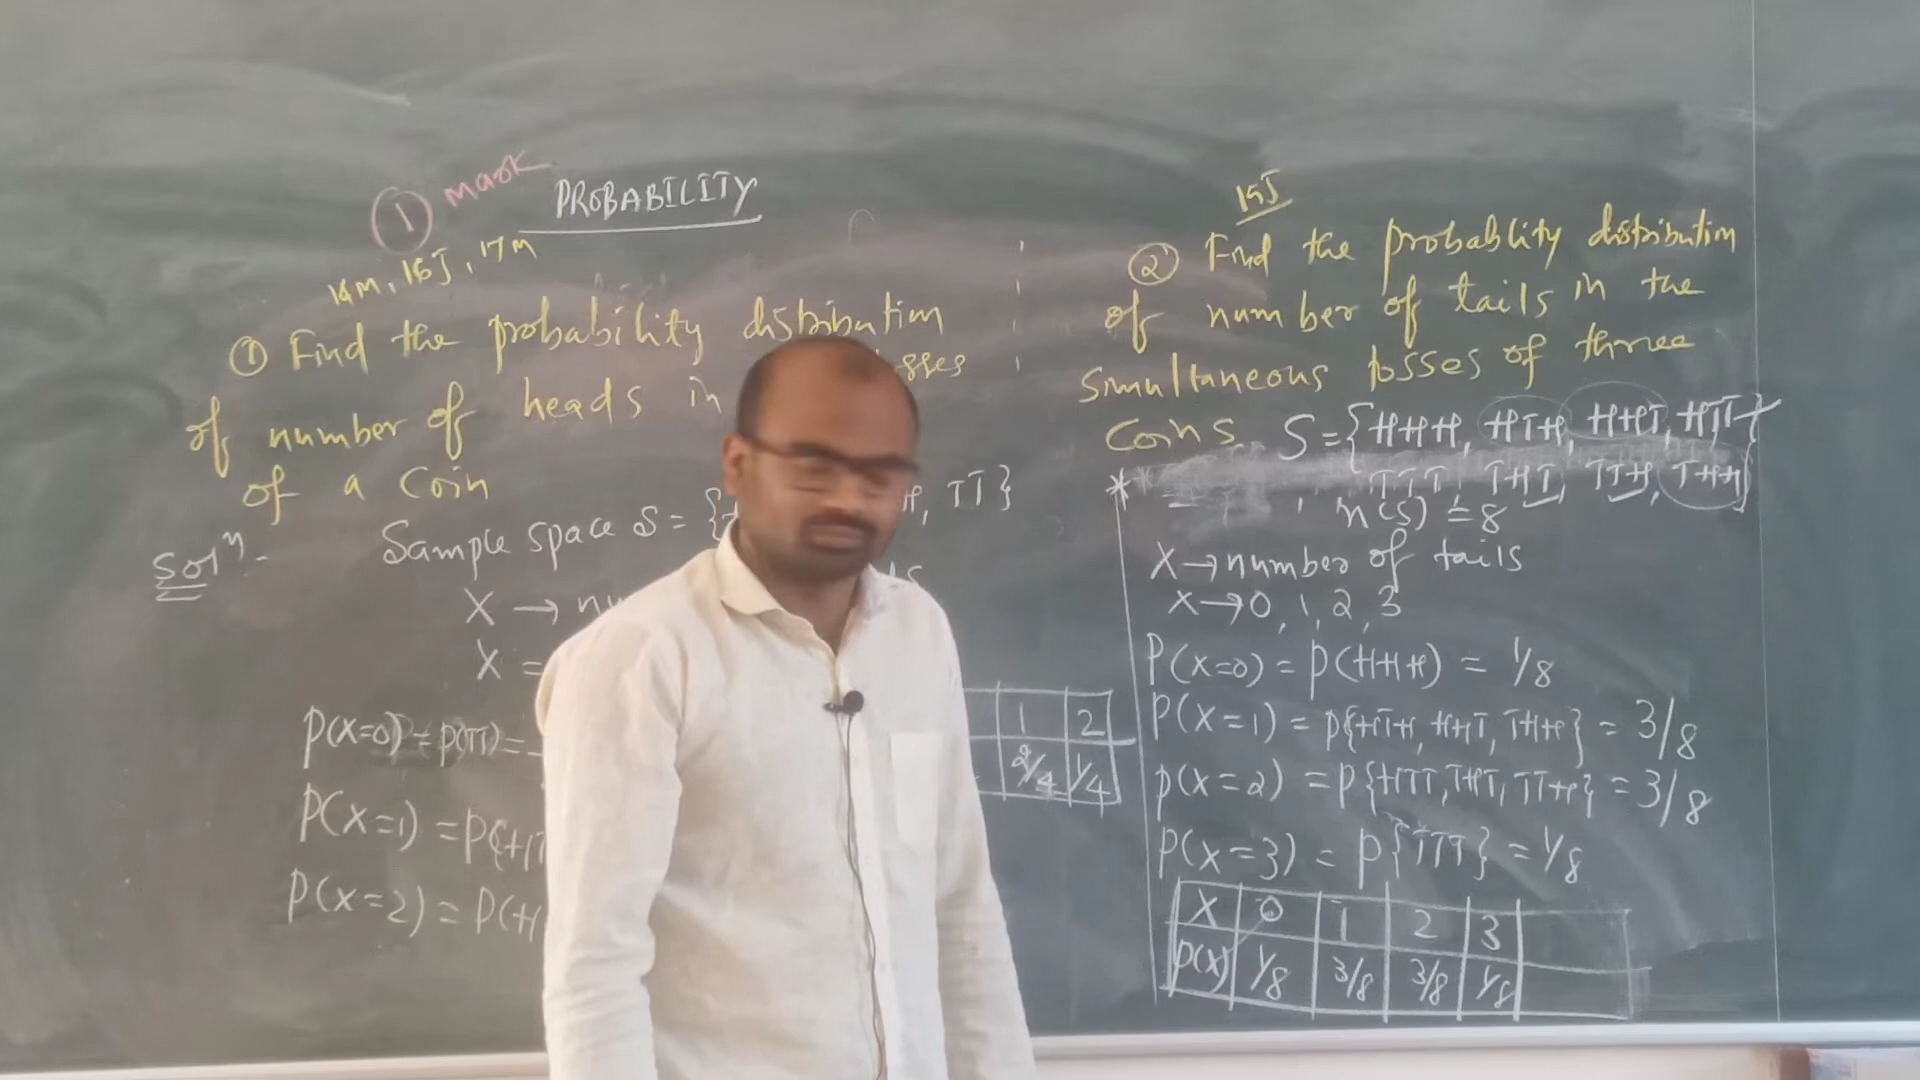 ① mark
PROBABILITY
14M, 15J, 17M
① Find the probability distribution
of number of heads in
of a Coin
Solⁿ- Sample space S = { , TT}
X →
X =
P(X=0) = P(TT) =
P(X=1) = P{HT
P(X=2) = P(H
1 2
2/4 1/4
15J
② Find the probablity distribution
of number of tails in the
simultaneous tosses of three
Coins S = {HHH, HTH, HHT, HTT
TTT, THT, TTH, THH}
n(S) = 8
X → number of tails
X → 0, 1, 2, 3
P(X=0) = P(HHH) = 1/8
P(X=1) = P{HTH, HHT, THH} = 3/8
P(X=2) = P{HTT, THT, TTH} = 3/8
P(X=3) = P{TTT} = 1/8
X 0 1 2 3
P(X) 1/8 3/8 3/8 1/8